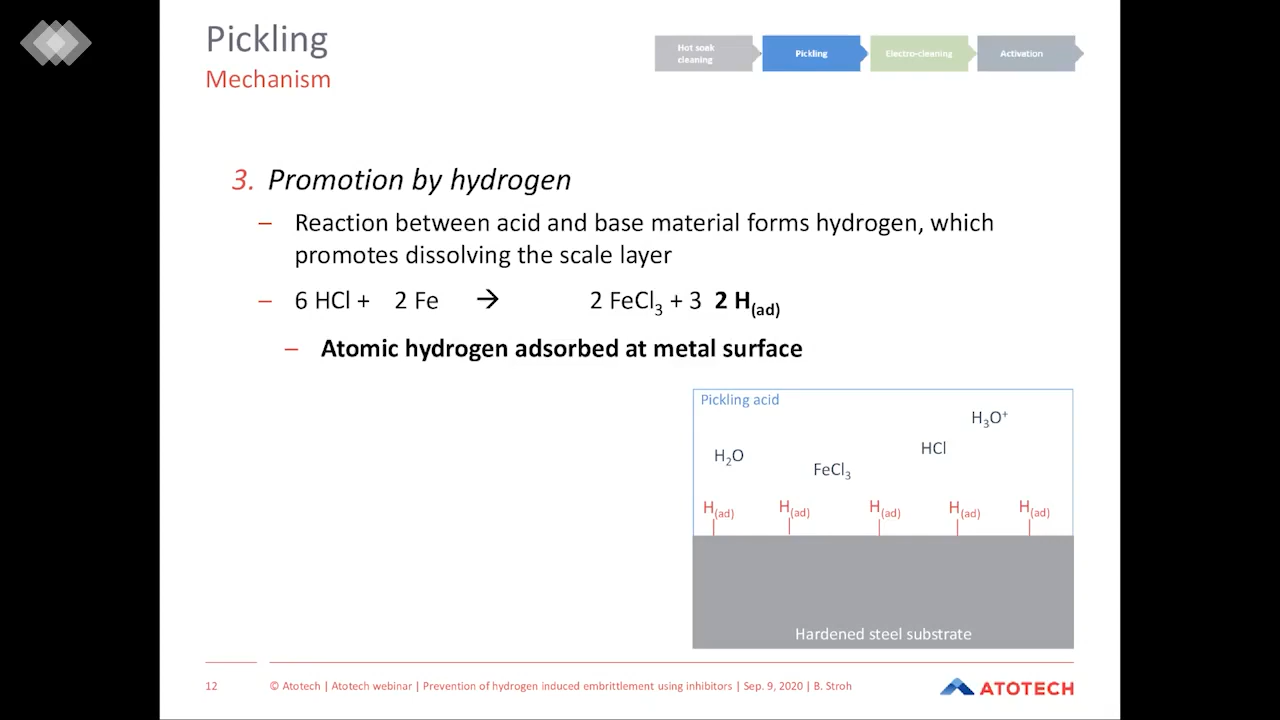 Pickling
Mechanism
Hot soak
cleaning
Pickling
Electro-cleaning
Activation
3. Promotion by hydrogen
– Reaction between acid and base material forms hydrogen, which
promotes dissolving the scale layer
– 6 HCl + 2 Fe → 2 FeCl₃ + 3 2 H₍ad₎
– Atomic hydrogen adsorbed at metal surface
Pickling acid
H₃O⁺
HCl
H₂O
FeCl₃
H(ad) H(ad) H(ad) H(ad) H(ad)
Hardened steel substrate
12 © Atotech | Atotech webinar | Prevention of hydrogen induced embrittlement using inhibitors | Sep. 9, 2020 | B. Stroh
ATOTECH